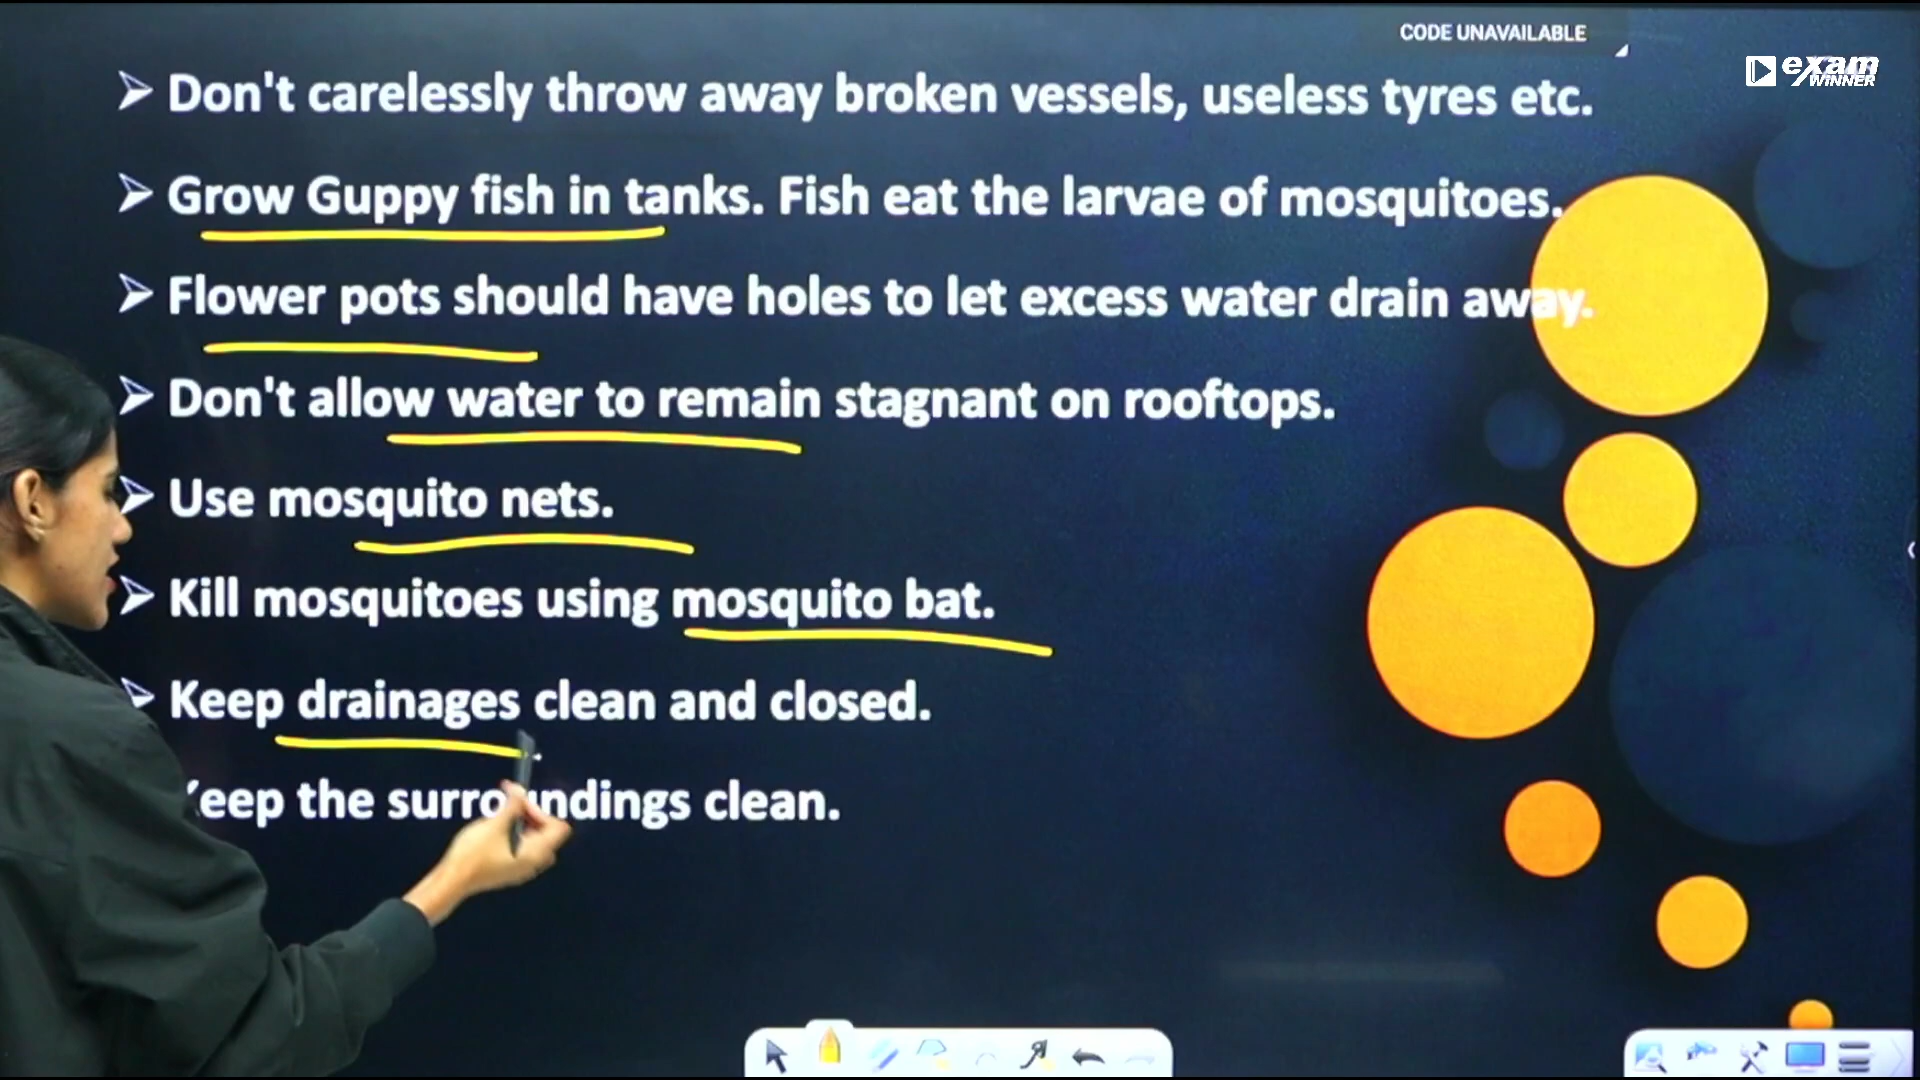 CODE UNAVAILABLE
exam
WINNER
Don't carelessly throw away broken vessels, useless tyres etc.
Grow Guppy fish in tanks. Fish eat the larvae of mosquitoes.
Flower pots should have holes to let excess water drain away.
Don't allow water to remain stagnant on rooftops.
Use mosquito nets.
Kill mosquitoes using mosquito bat.
Keep drainages clean and closed.
Keep the surroundings clean.